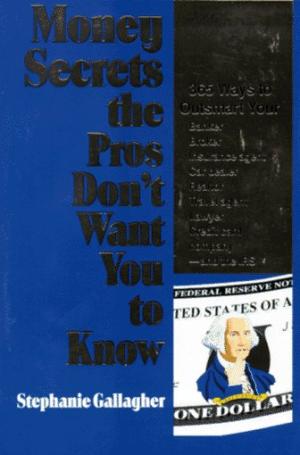 Money
Secrets
the
Pros
Don't
Want
You
to
Know
365 Ways to
Outsmart Your
Banker
Broker
Insurance agent
Car dealer
Realtor
Travel agent
Lawyer
Credit card
company
—and the IRS
FEDERAL RESERVE NO
TED STATES OF A
ONE DOLLAR
Stephanie Gallagher